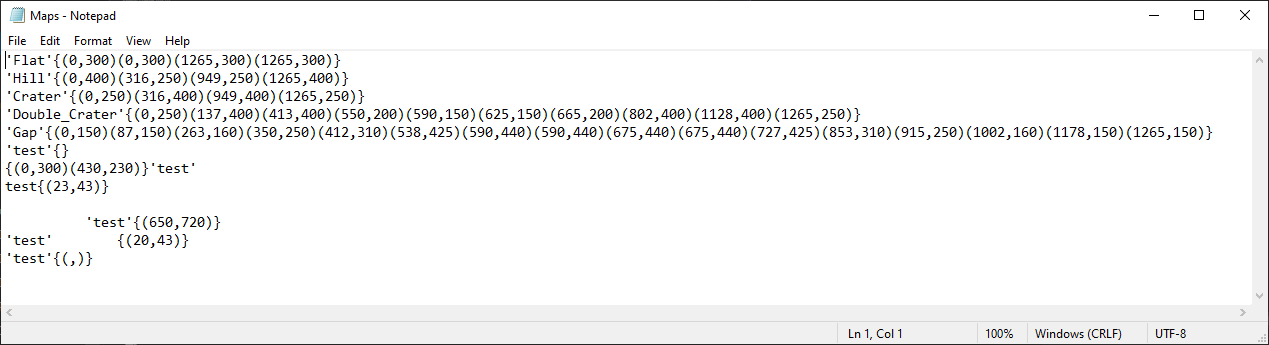 Maps - Notepad
File Edit Format View Help
'Flat'{(0,300)(0,300)(1265,300)(1265,300)}
'Hill'{(0,400)(316,250)(949,250)(1265,400)}
'Crater'{(0,250)(316,400)(949,400)(1265,250)}
'Double_Crater'{(0,250)(137,400)(413,400)(550,200)(590,150)(625,150)(665,200)(802,400)(1128,400)(1265,250)}
'Gap'{(0,150)(87,150)(263,160)(350,250)(412,310)(538,425)(590,440)(590,440)(675,440)(675,440)(727,425)(853,310)(915,250)(1002,160)(1178,150)(1265,150)}
'test'{}
{(0,300)(430,230)}'test'
test{(23,43)}
          'test'{(650,720)}
'test'        {(20,43)}
'test'{(,)}
Ln 1, Col 1 100% Windows (CRLF) UTF-8